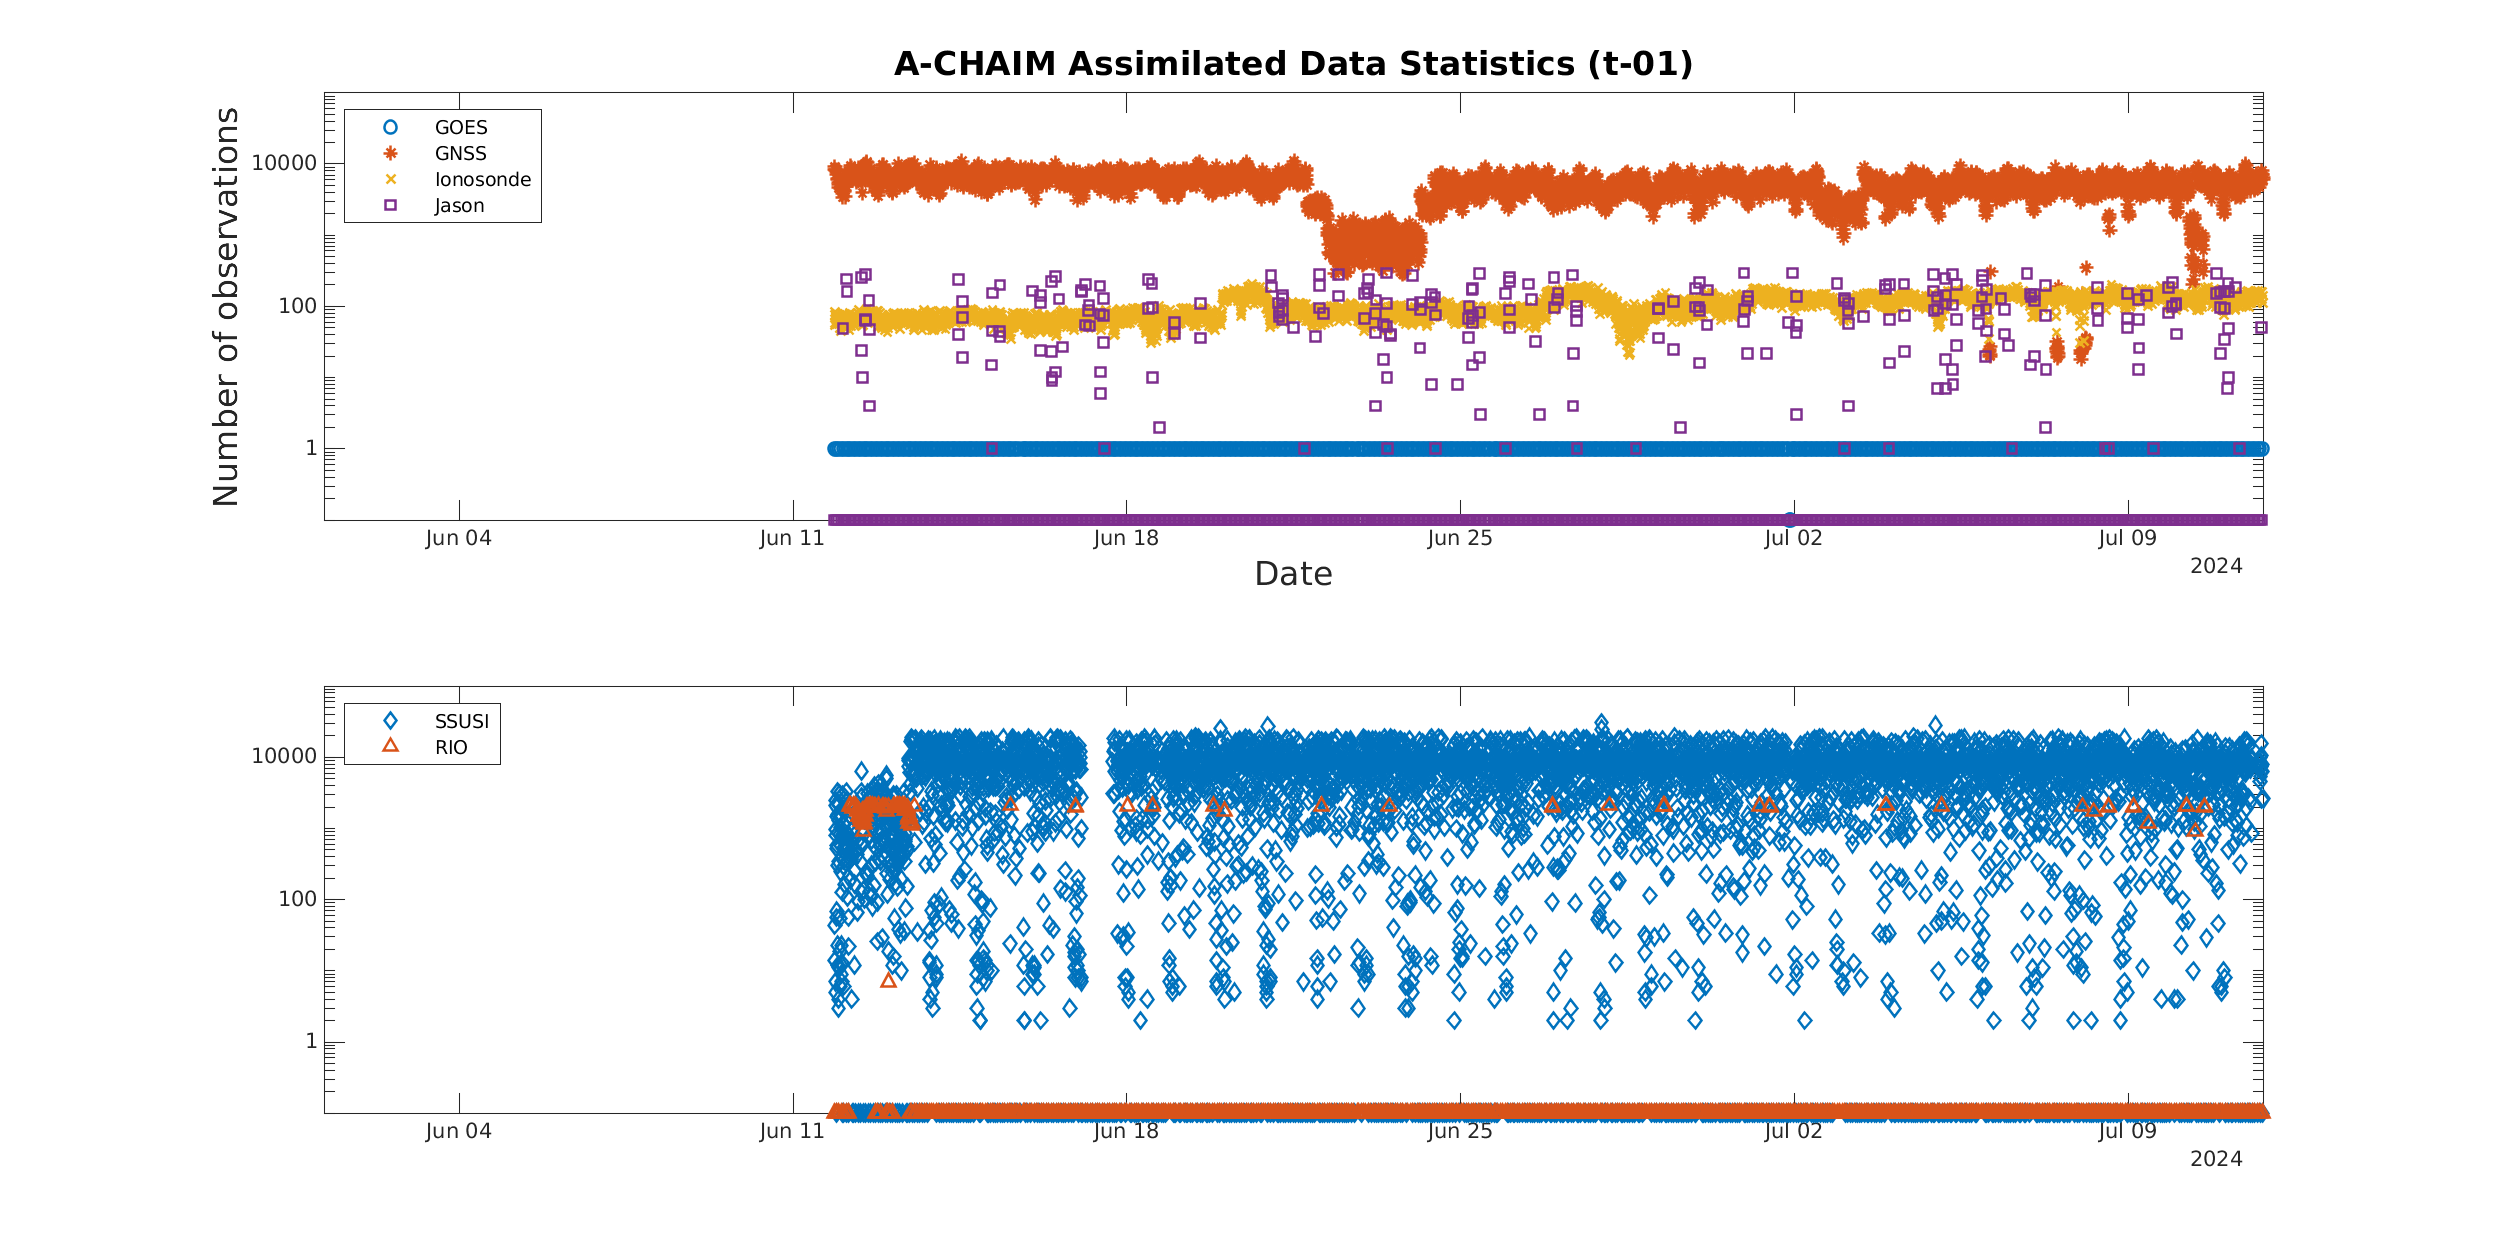 A-CHAIM Assimilated Data Statistics (t-01)
Number of observations
10000
100
1
GOES
GNSS
Ionosonde
Jason
Jun 04
Jun 11
Jun 18
Jun 25
Jul 02
Jul 09
2024
Date
10000
100
1
SSUSI
RIO
Jun 04
Jun 11
Jun 18
Jun 25
Jul 02
Jul 09
2024